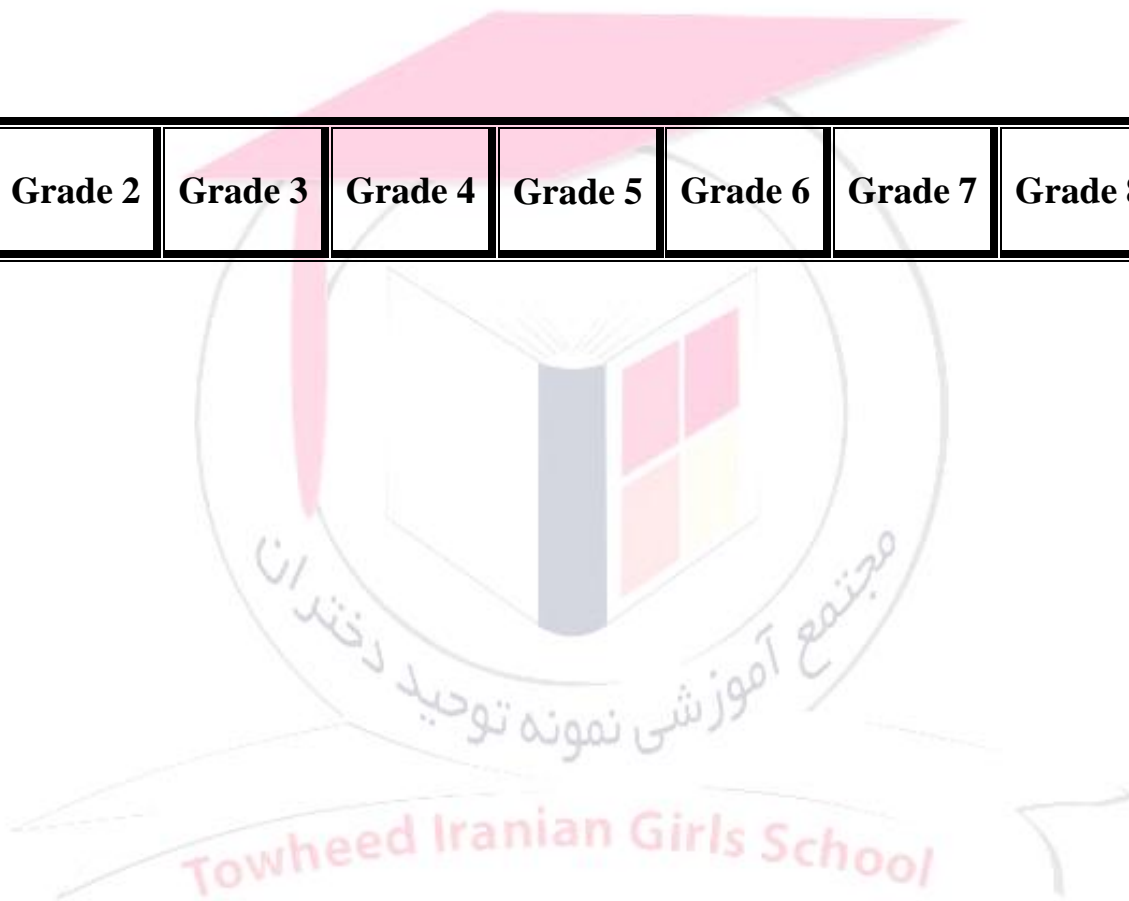 Grade 2 Grade 3 Grade 4 Grade 5 Grade 6 Grade 7 Grade 8
مجتمع آموزشی نمونه توحید دختران
Towheed Iranian Girls School